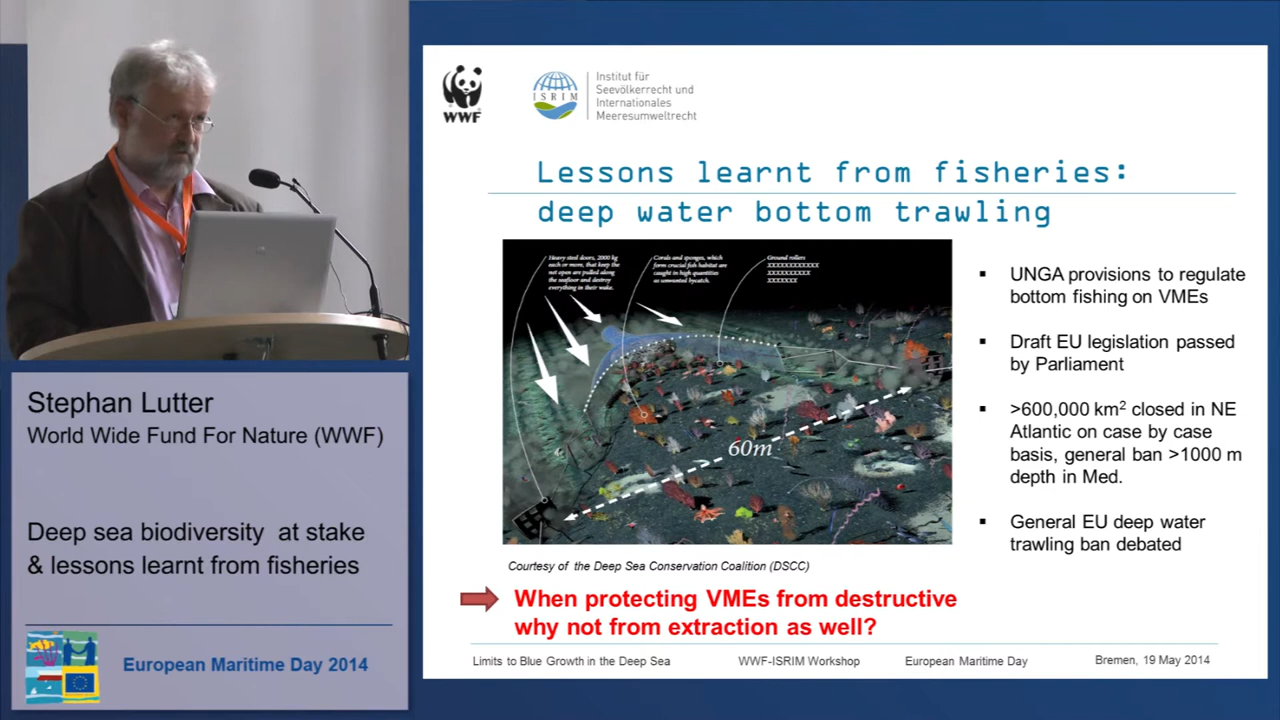 WWF
ISRIM
Institut für
Seevölkerrecht und
Internationales
Meeresumweltrecht
Lessons learnt from fisheries:
deep water bottom trawling
Heavy steel doors, 2000 kg
each or more, that keep the
net open are pulled along
the seafloor and destroy
everything in their wake.
Corals and sponges, which
form crucial fish habitat are
caught in high quantities
as unwanted bycatch.
Ground rollers
XXXXXXXXXXXX
XXXXXXXXXX
XXXXXXX
60m
▪ UNGA provisions to regulate
bottom fishing on VMEs
▪ Draft EU legislation passed
by Parliament
▪ >600,000 km² closed in NE
Atlantic on case by case
basis, general ban >1000 m
depth in Med.
▪ General EU deep water
trawling ban debated
Courtesy of the Deep Sea Conservation Coalition (DSCC)
When protecting VMEs from destructive
why not from extraction as well?
Limits to Blue Growth in the Deep Sea WWF-ISRIM Workshop European Maritime Day Bremen, 19 May 2014
Stephan Lutter
World Wide Fund For Nature (WWF)
Deep sea biodiversity at stake
& lessons learnt from fisheries
European Maritime Day 2014